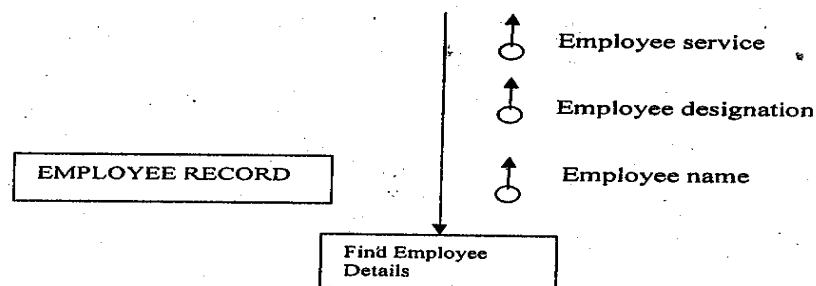 Employee service
Employee designation
Employee name
EMPLOYEE RECORD
Find Employee
Details